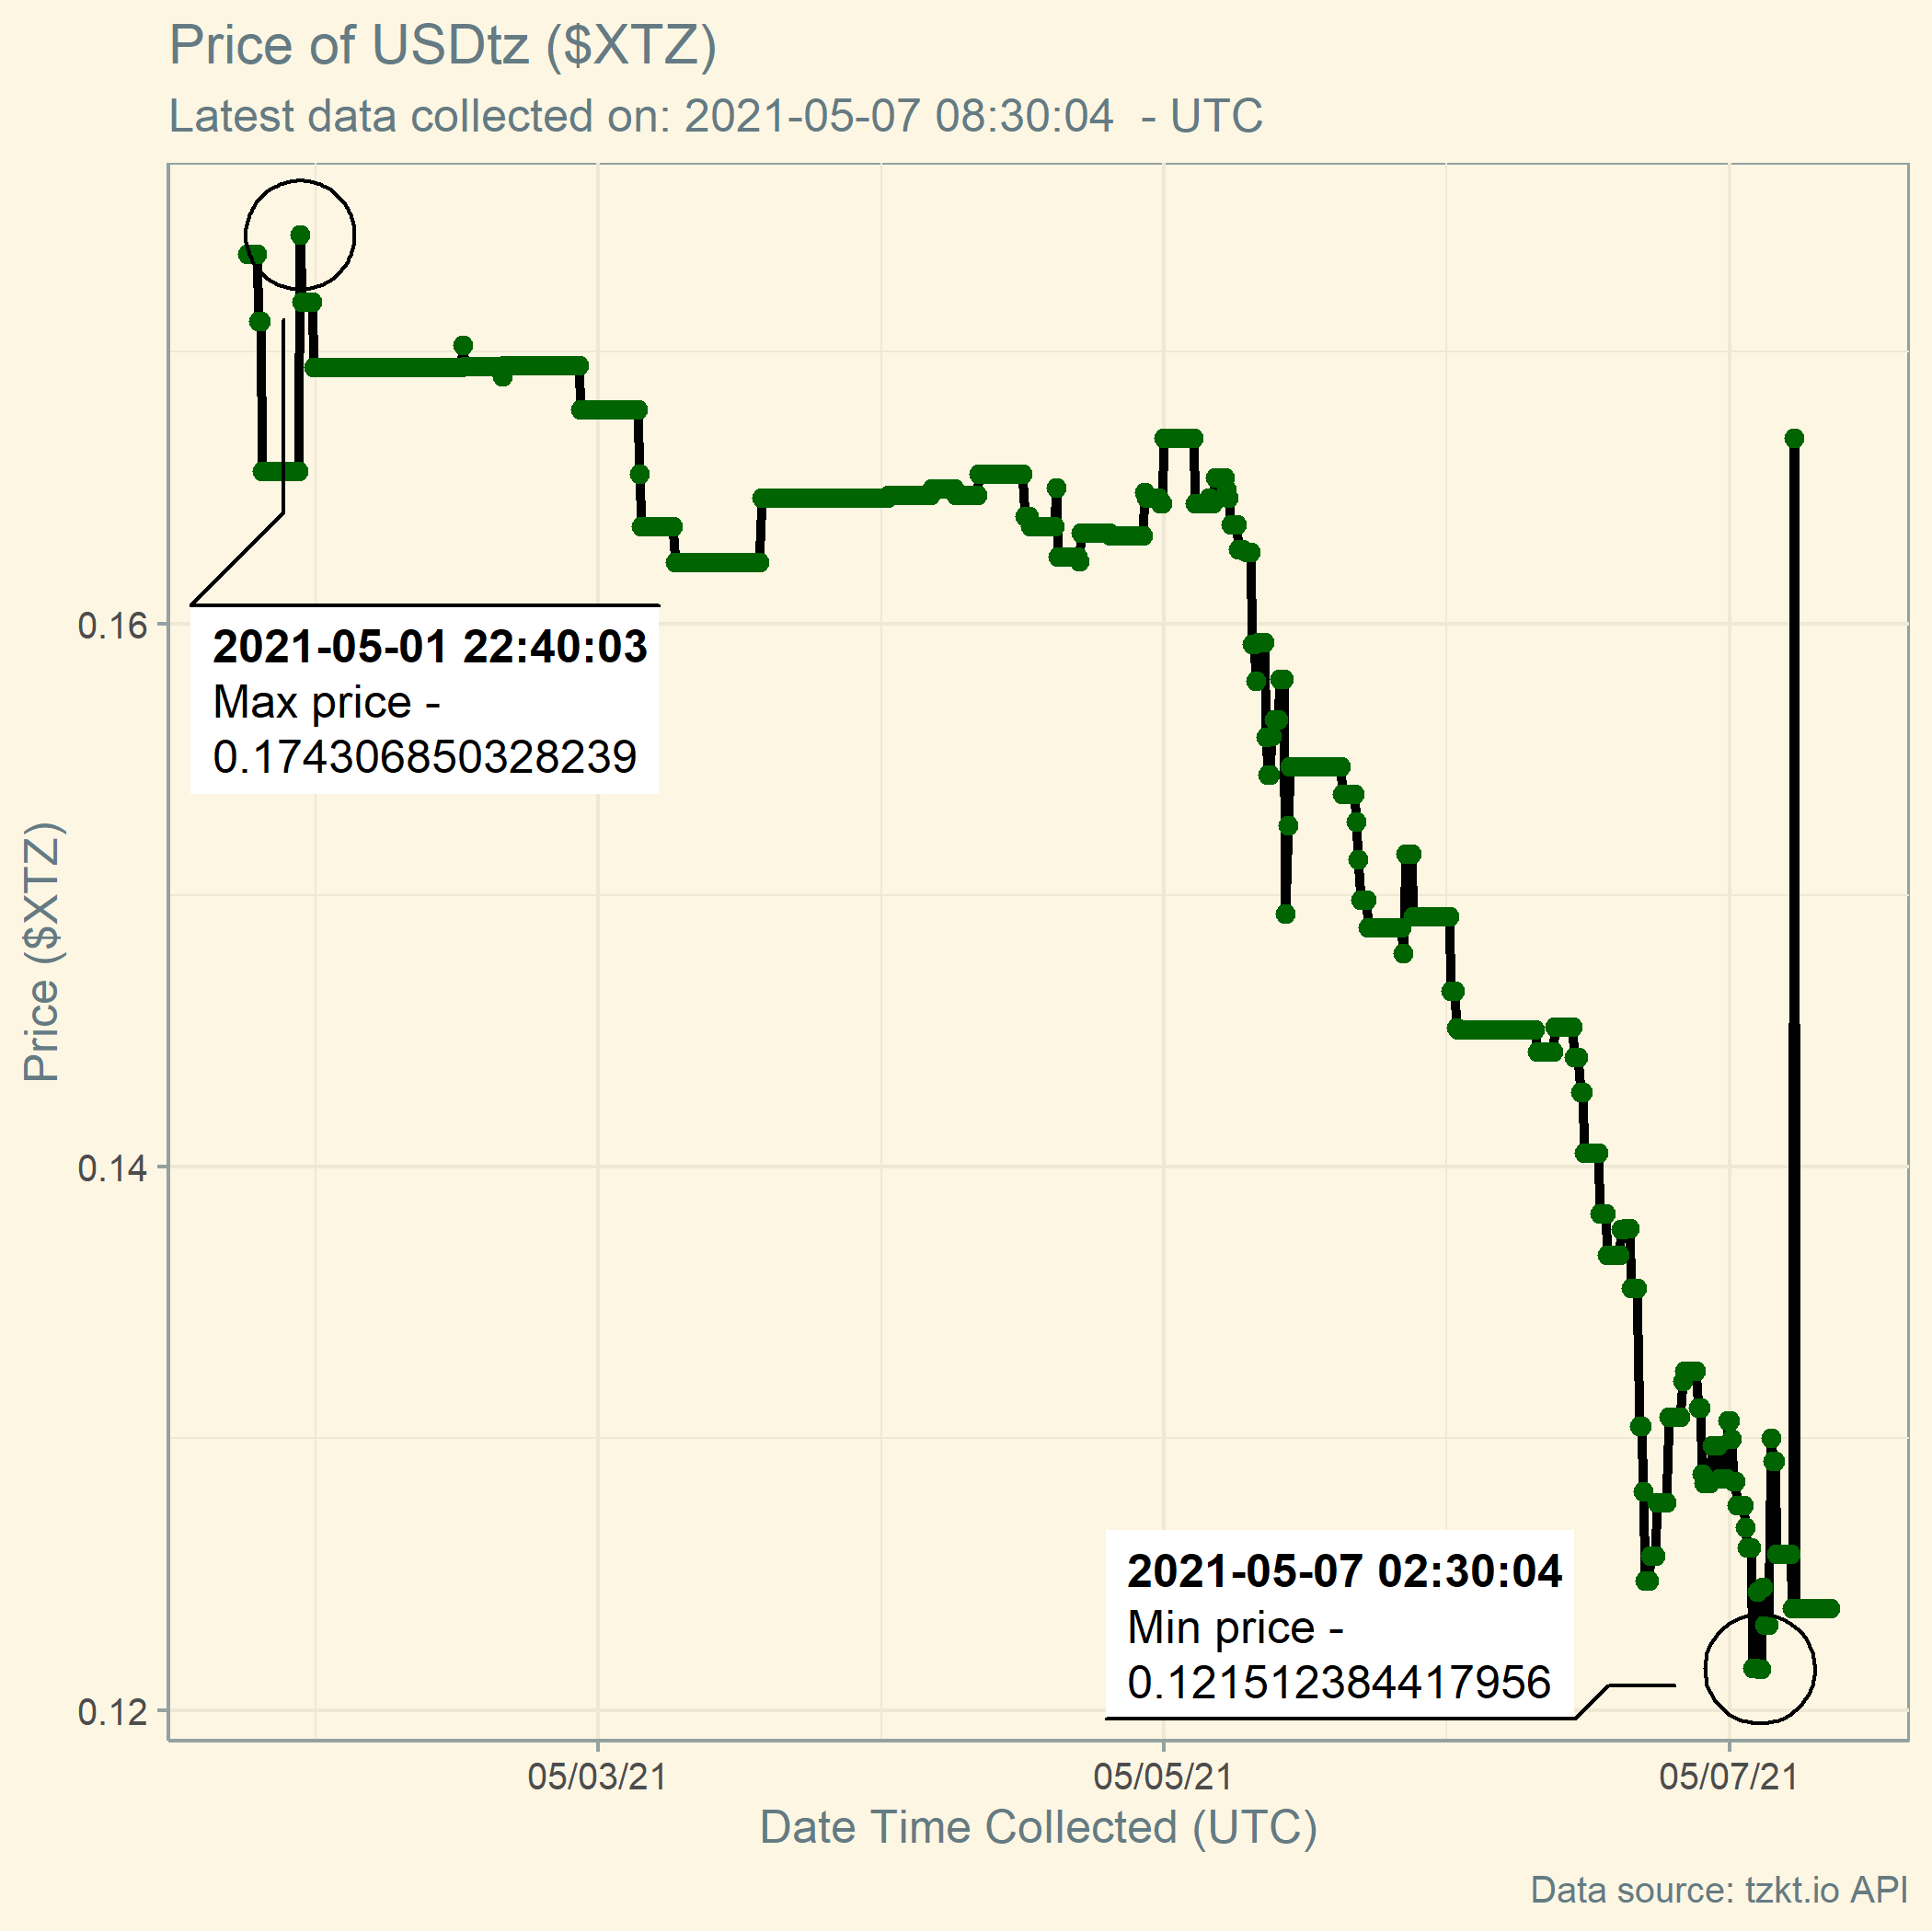 Price of USDtz ($XTZ)
Latest data collected on: 2021-05-07 08:30:04  - UTC
Price ($XTZ)
0.16
0.14
0.12
2021-05-01 22:40:03
Max price -
0.174306850328239
2021-05-07 02:30:04
Min price -
0.121512384417956
05/03/21
05/05/21
05/07/21
Date Time Collected (UTC)
Data source: tzkt.io API